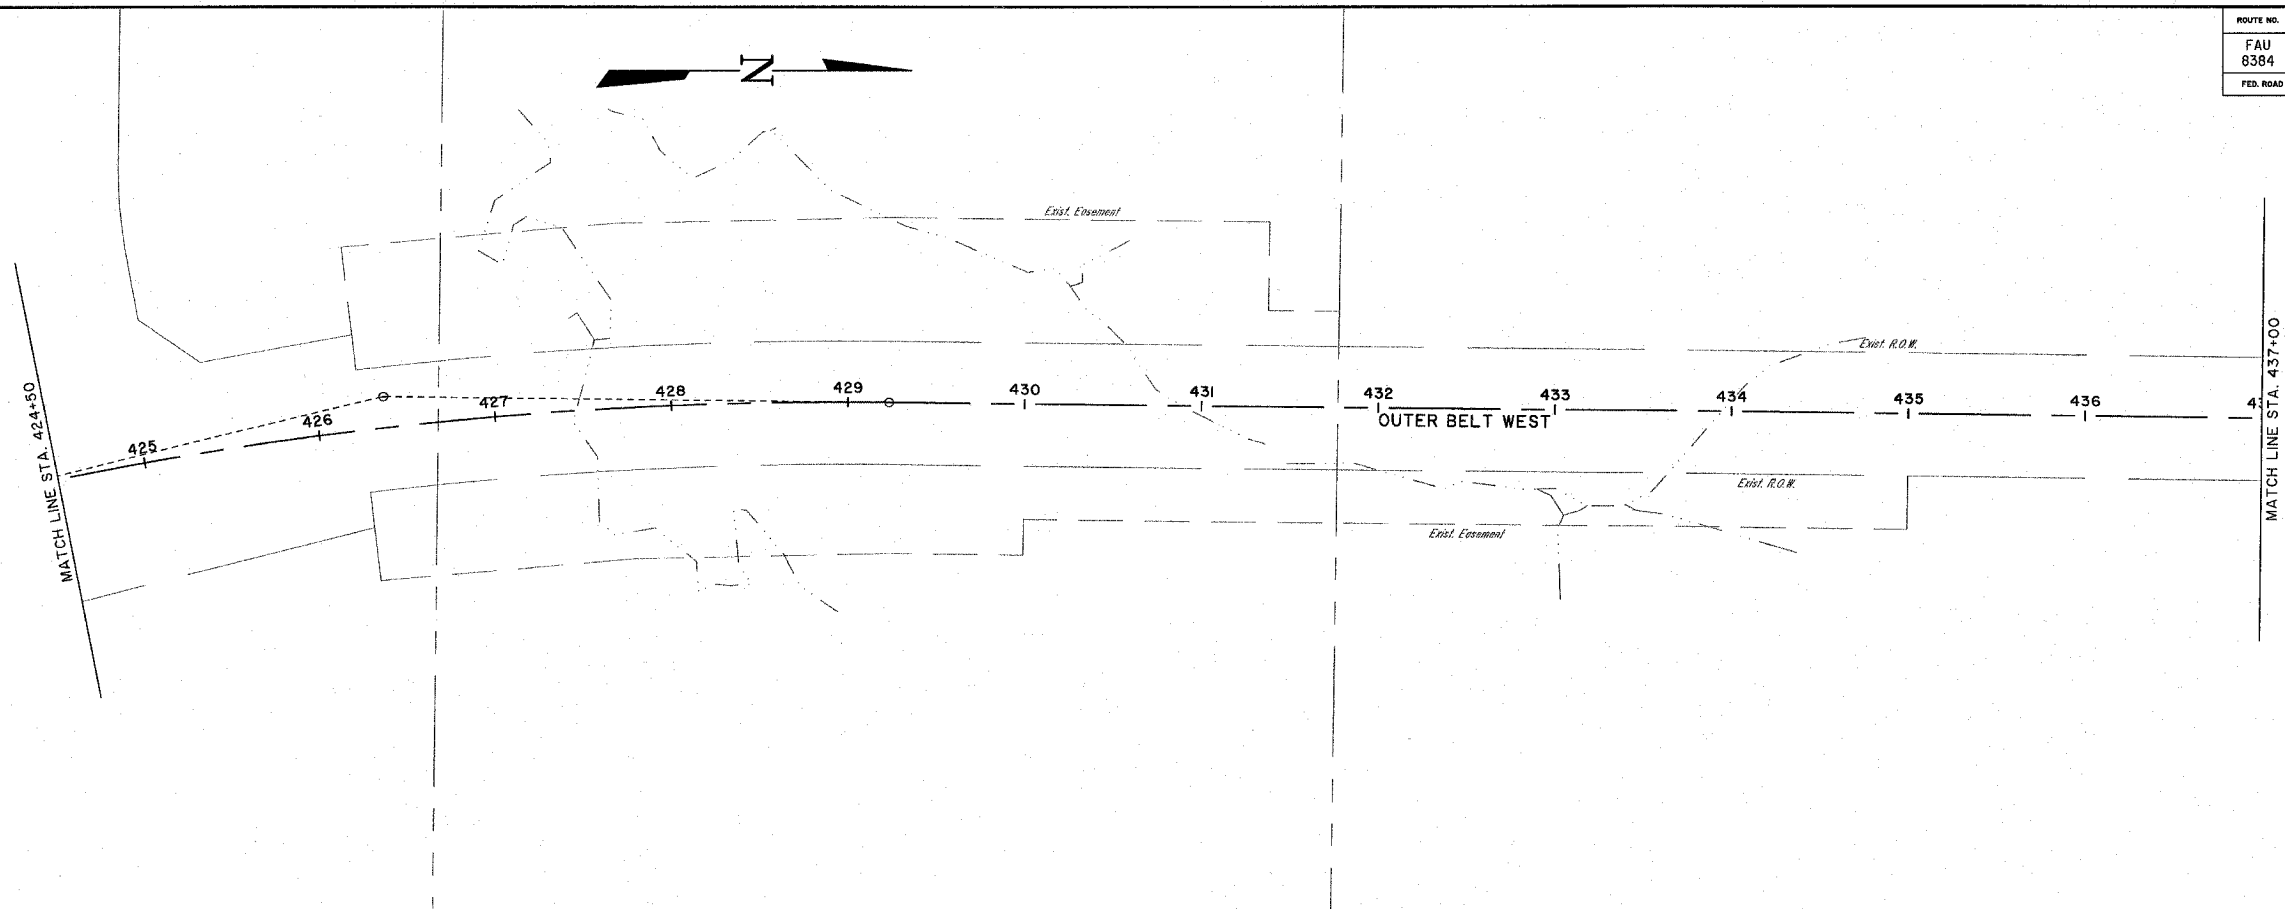 ROUTE NO.
FAU
8384
FED. ROAD
N
Exist. Easement
MATCH LINE STA. 424+50
425
426
427
428
429
430
431
432
433
434
435
436
43
OUTER BELT WEST
Exist. R.O.W.
Exist. R.O.W.
Exist. Easement
MATCH LINE STA. 437+00